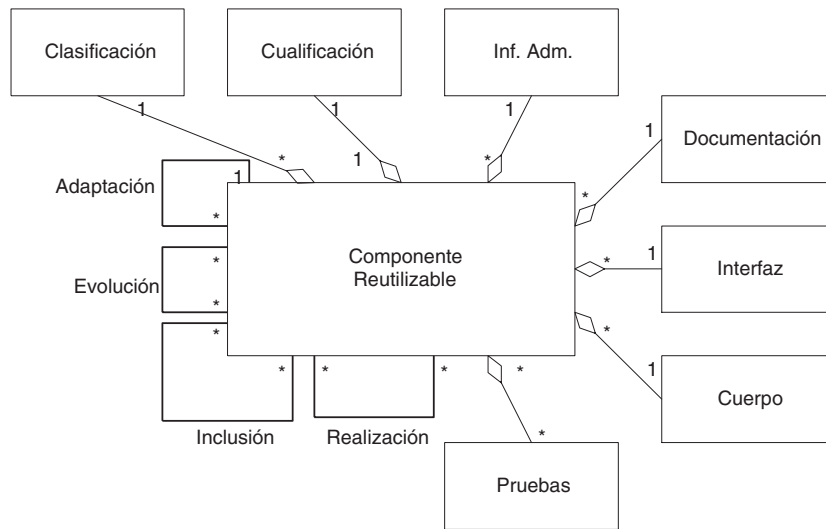 Clasificación
Cualificación
Inf. Adm.
1
1
1
Documentación
1
*
1
*
*
Adaptación
1
*
*
Componente
Reutilizable
Interfaz
1
*
Evolución
*
*
*
*
1
Cuerpo
*
*
*
*
Inclusión
Realización
*
Pruebas